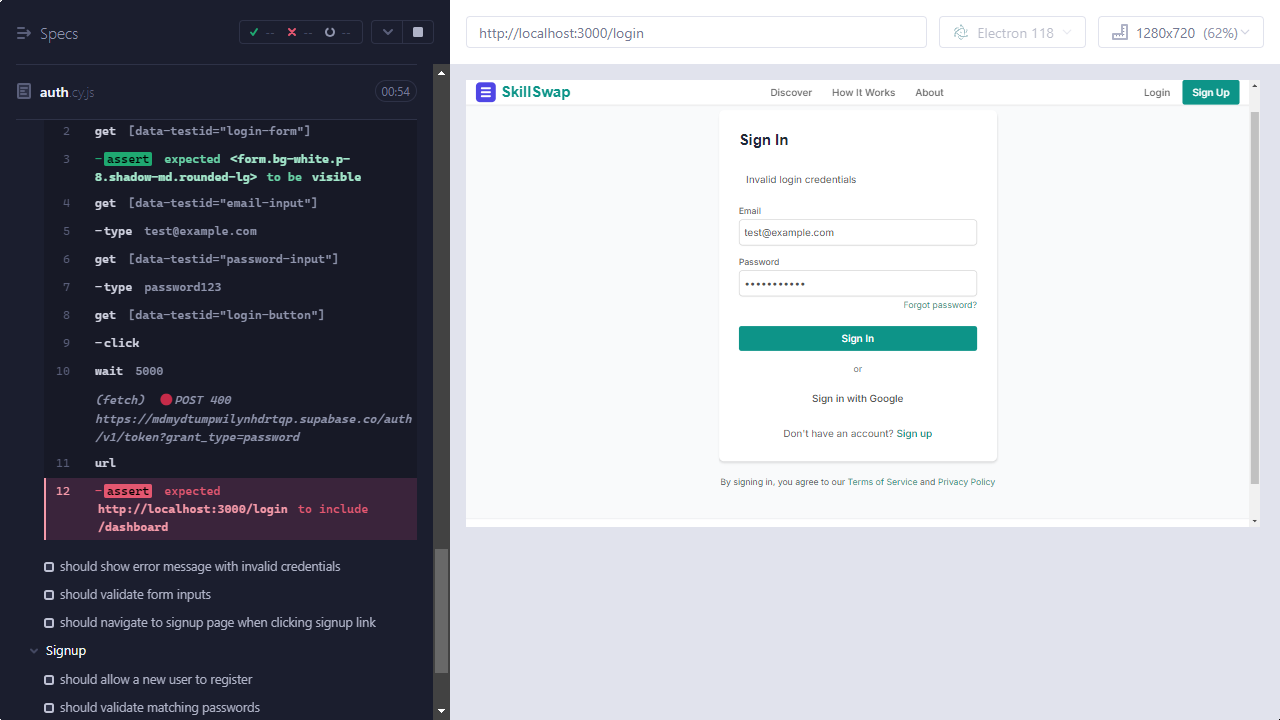 Specs
-- -- --
auth.cy.js
00:54
2 get [data-testid="login-form"]
3 -assert expected <form.bg-white.p-
8.shadow-md.rounded-lg> to be visible
4 get [data-testid="email-input"]
5 -type test@example.com
6 get [data-testid="password-input"]
7 -type password123
8 get [data-testid="login-button"]
9 -click
10 wait 5000
(fetch) POST 400
https://mdmydtumpwilynhdrtqp.supabase.co/auth
/v1/token?grant_type=password
11 url
12 -assert expected
http://localhost:3000/login to include
/dashboard
should show error message with invalid credentials
should validate form inputs
should navigate to signup page when clicking signup link
Signup
should allow a new user to register
should validate matching passwords
http://localhost:3000/login
Electron 118
1280x720 (62%)
SkillSwap
Discover How It Works About
Login Sign Up
Sign In
Invalid login credentials
Email
test@example.com
Password
•••••••••••
Forgot password?
Sign In
or
Sign in with Google
Don't have an account? Sign up
By signing in, you agree to our Terms of Service and Privacy Policy